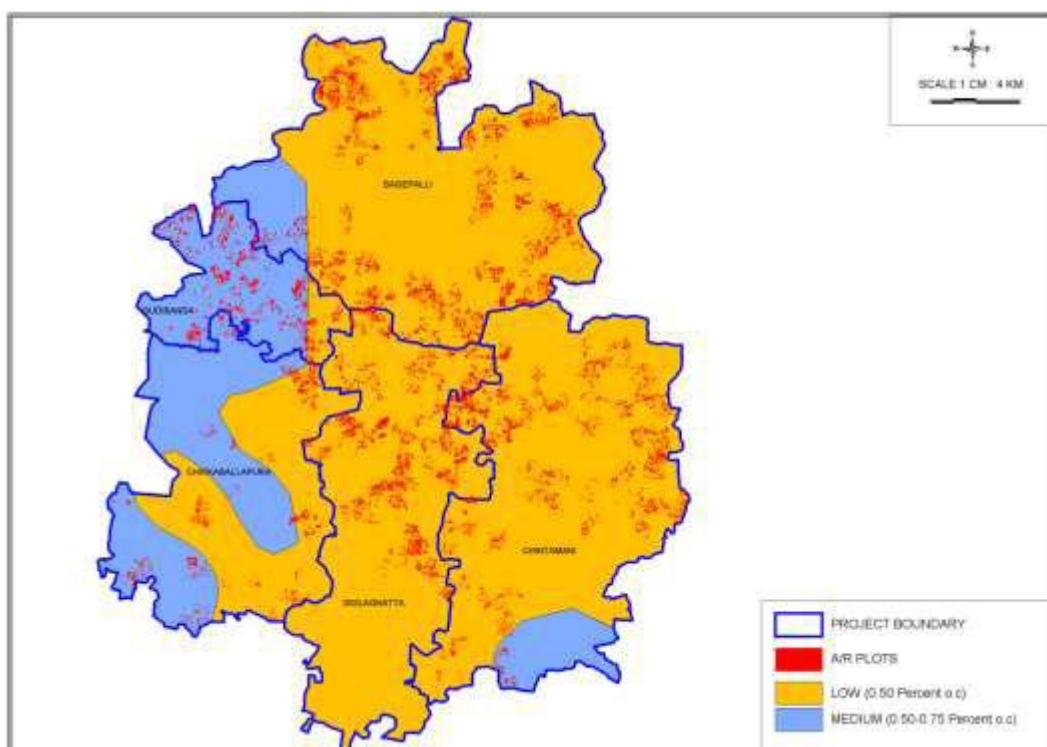 SCALE 1 CM : 4 KM
BAGEPALLI
GUDIBANDA
CHIKKABALLAPURA
CHINTAMANI
SIDLAGHATTA
PROJECT BOUNDARY
A/R PLOTS
LOW (0.50 Percent o.c)
MEDIUM (0.50-0.75 Percent o.c)